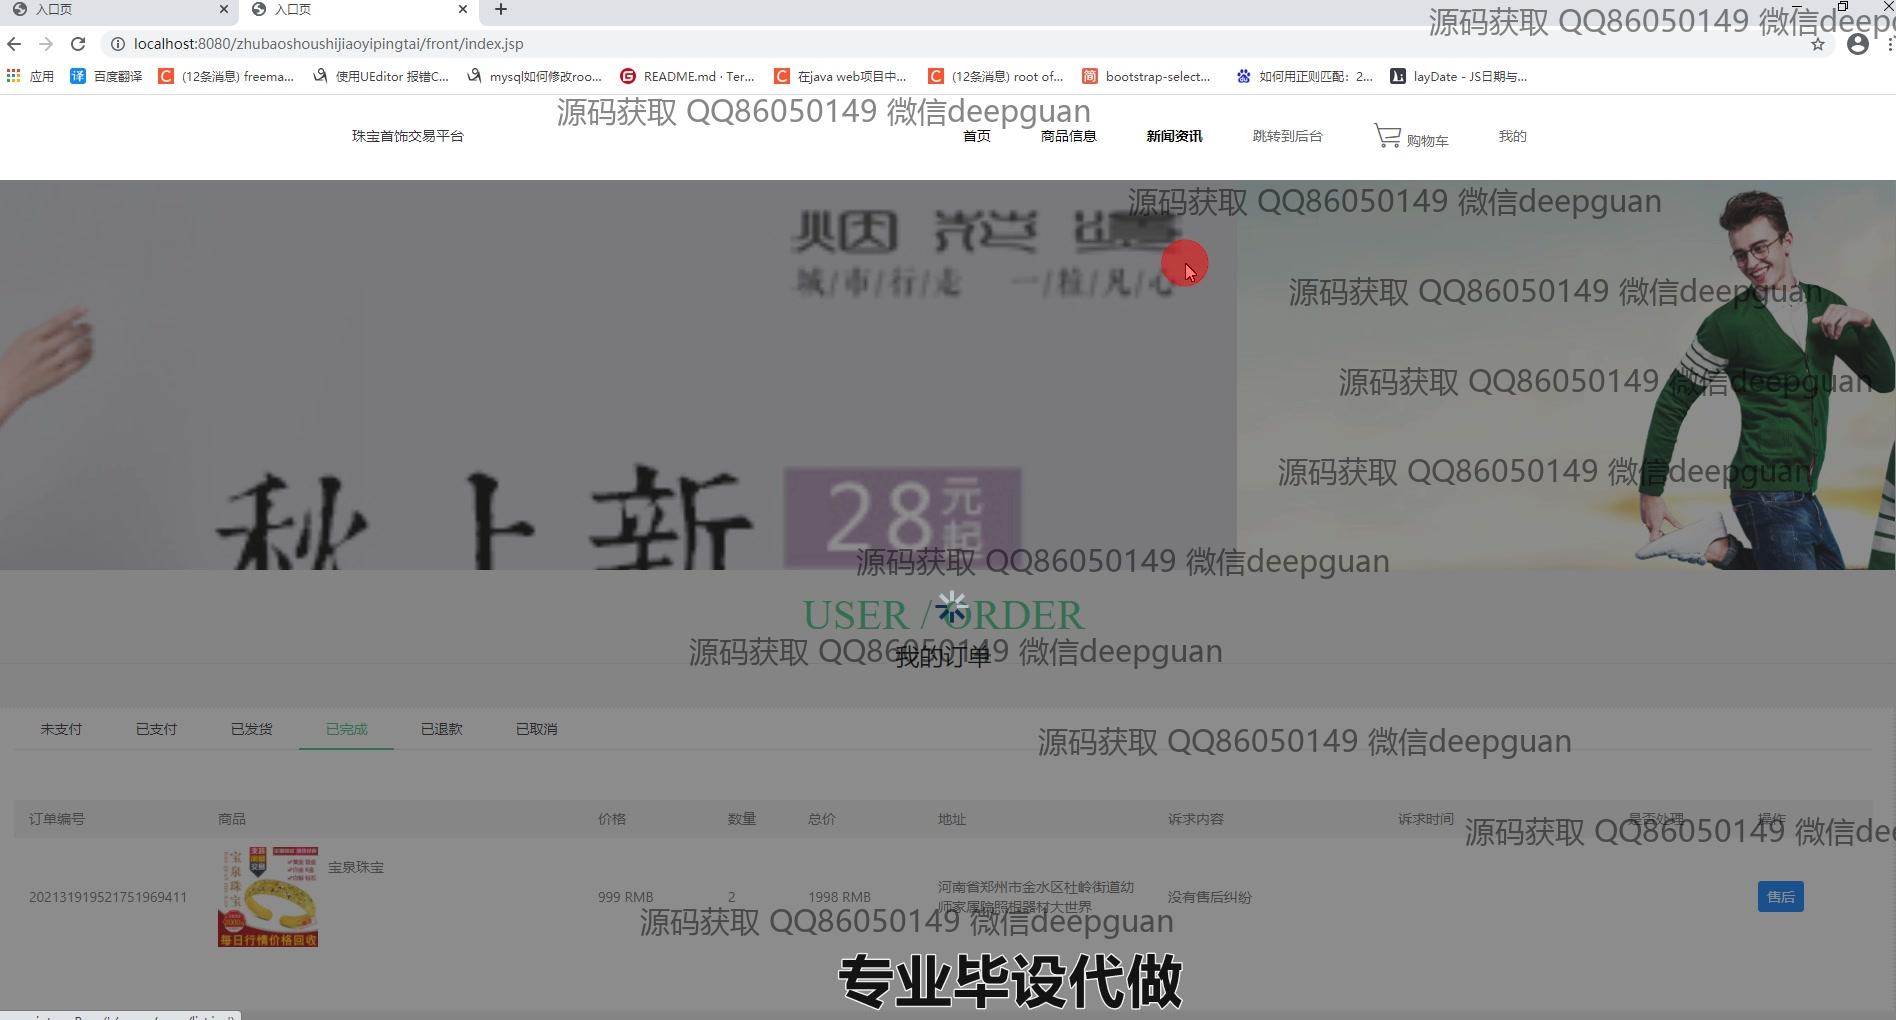 入口页
入口页
源码获取 QQ86050149 微信deepg
localhost:8080/zhubaoshoushijiaoyipingtai/front/index.jsp
应用 百度翻译 (12条消息) freema... 使用UEditor 报错C... mysql如何修改roo... README.md · Ter... 在java web项目中... (12条消息) root of... bootstrap-select... 如何用正则匹配：2... layDate - JS日期与...
源码获取 QQ86050149 微信deepguan
珠宝首饰交易平台 首页 商品信息 新闻资讯 跳转到后台 购物车 我的
源码获取 QQ86050149 微信deepguan
城/市/行/走 一/拉/凡/心
源码获取 QQ86050149 微信deepguan
源码获取 QQ86050149 微信deepguan
源码获取 QQ86050149 微信deepguan
秋上新 28元起
源码获取 QQ86050149 微信deepguan
USER / ORDER
源码获取 QQ86050149 微信deepguan
我的订单
未支付 已支付 已发货 已完成 已退款 已取消
源码获取 QQ86050149 微信deepguan
订单编号 商品 价格 数量 总价 地址 诉求内容 诉求时间 是否处理 操作
源码获取 QQ86050149 微信dee
宝泉珠宝
宝泉珠宝
202131919521751969411 999 RMB 2 1998 RMB 河南省郑州市金水区杜岭街道幼师家属院照相器材大世界 没有售后纠纷 售后
每日行情价格回收
源码获取 QQ86050149 微信deepguan
专业毕设代做